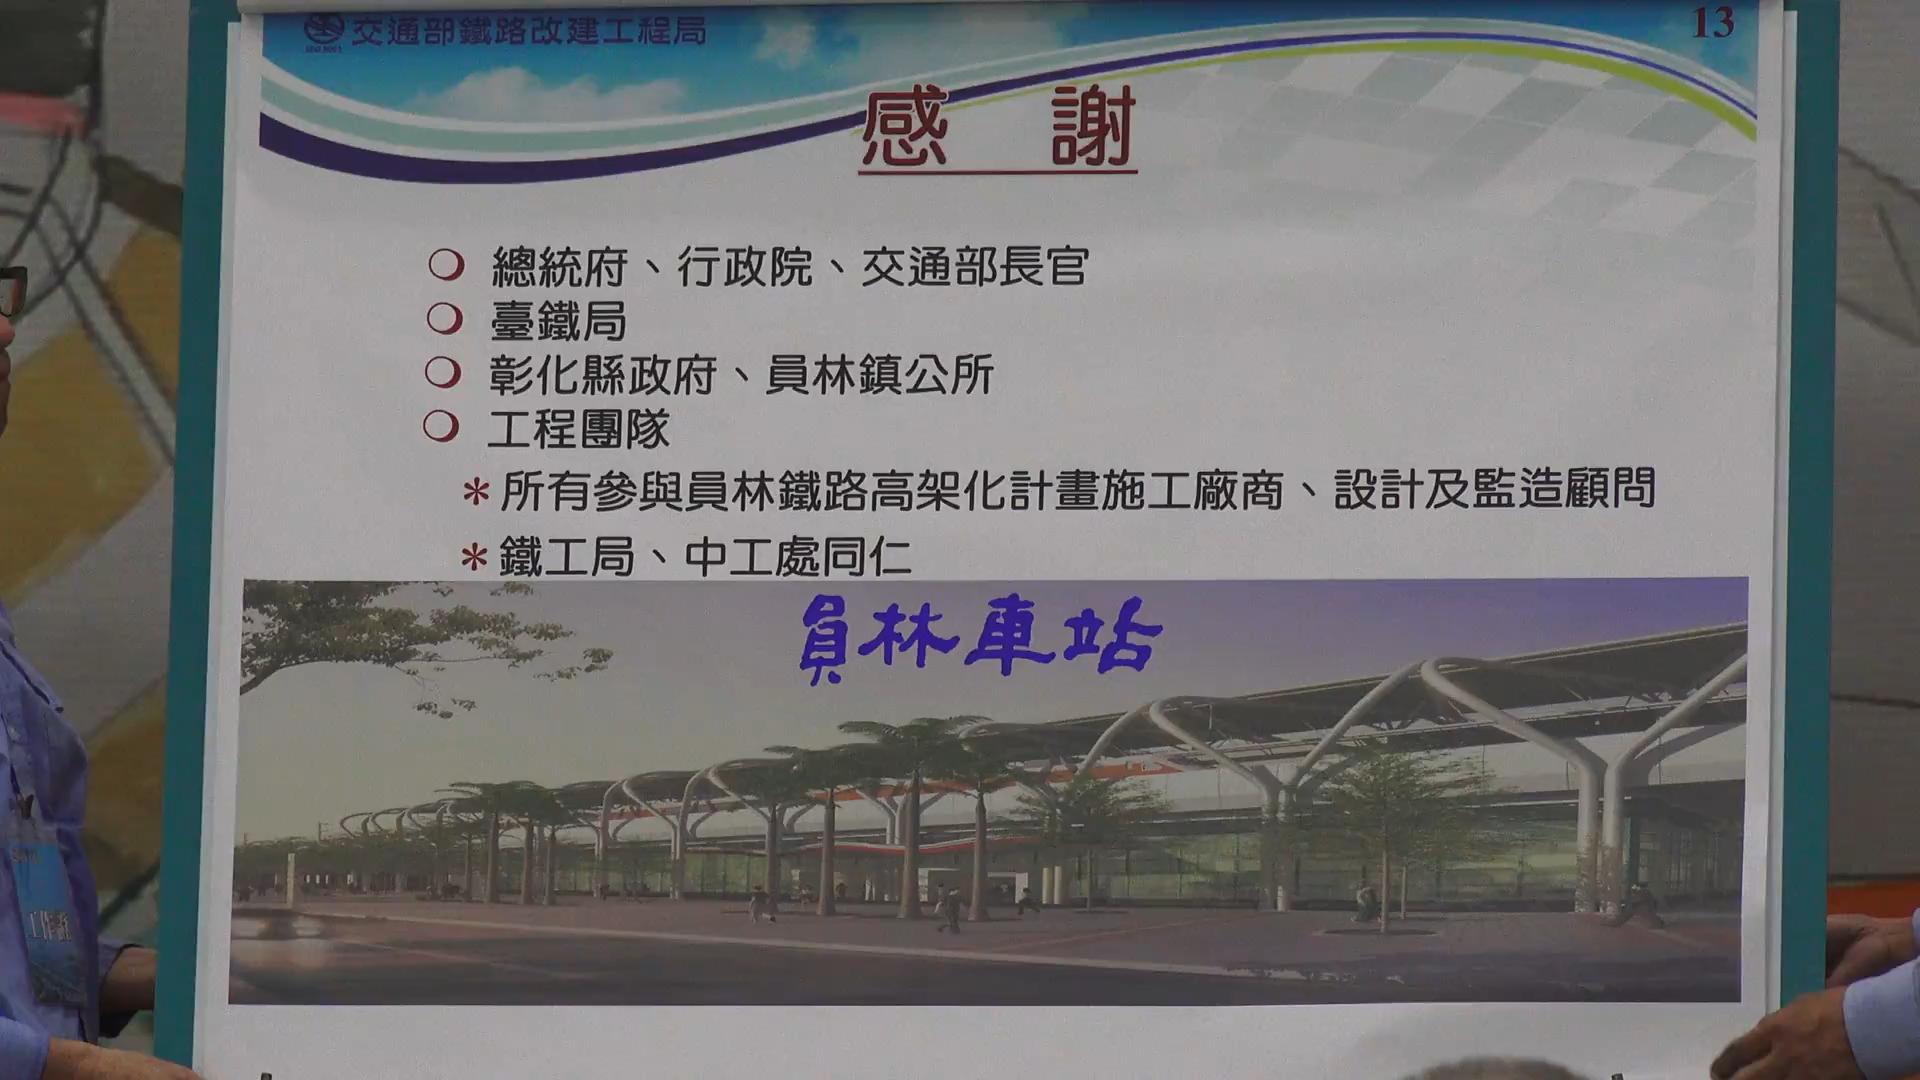 交通部鐵路改建工程局
13
感 謝
❍ 總統府、行政院、交通部長官
❍ 臺鐵局
❍ 彰化縣政府、員林鎮公所
❍ 工程團隊
*所有參與員林鐵路高架化計畫施工廠商、設計及監造顧問
*鐵工局、中工處同仁
員林車站
工作證